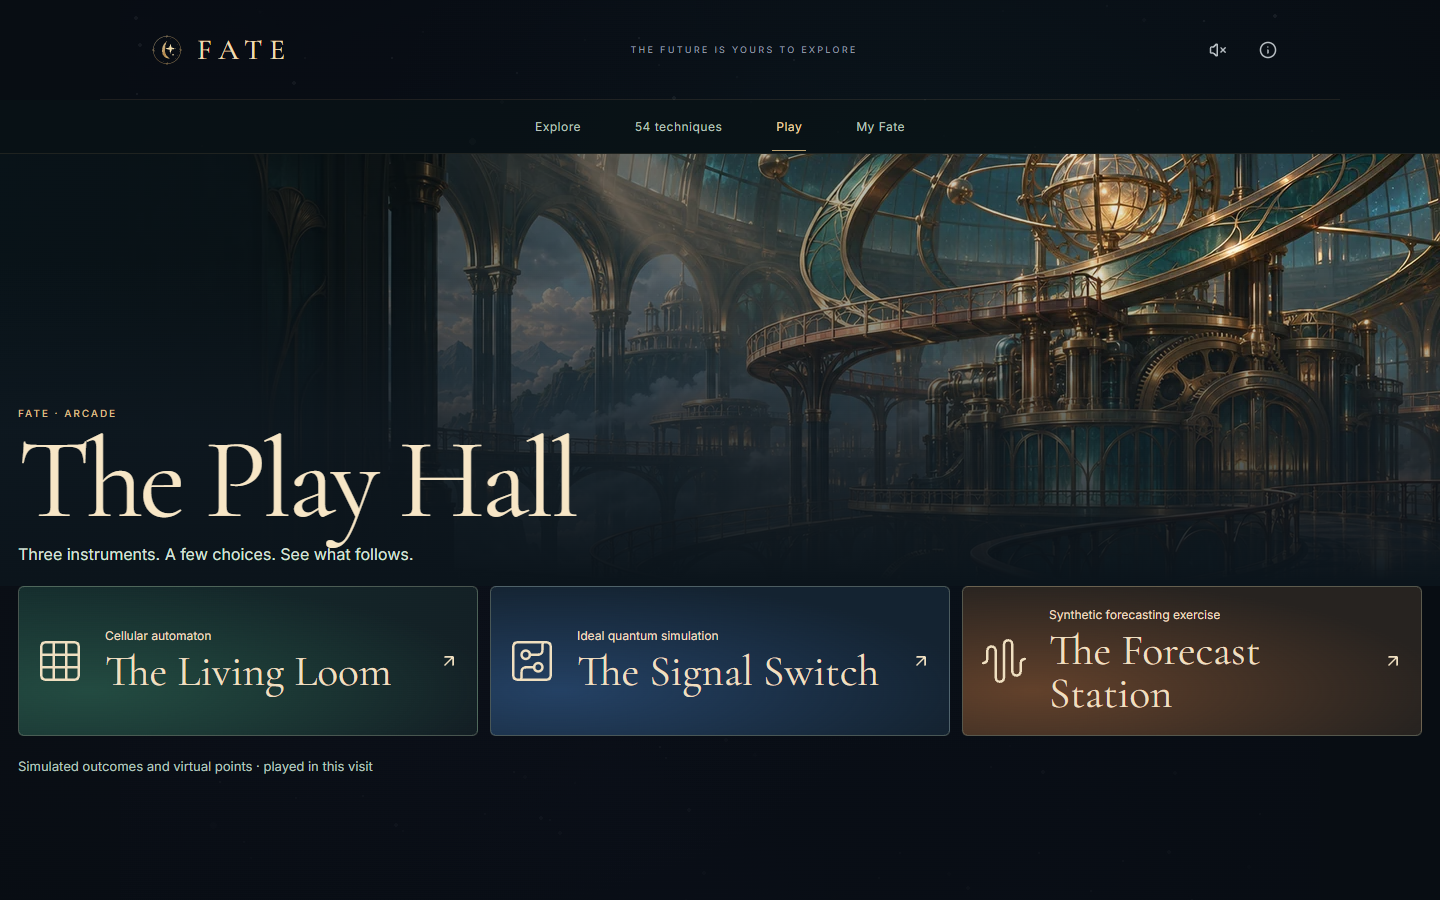 FATE
THE FUTURE IS YOURS TO EXPLORE
Explore
54 techniques
Play
My Fate
FATE · ARCADE
The Play Hall
Three instruments. A few choices. See what follows.
Cellular automaton
The Living Loom
Ideal quantum simulation
The Signal Switch
Synthetic forecasting exercise
The Forecast
Station
Simulated outcomes and virtual points · played in this visit